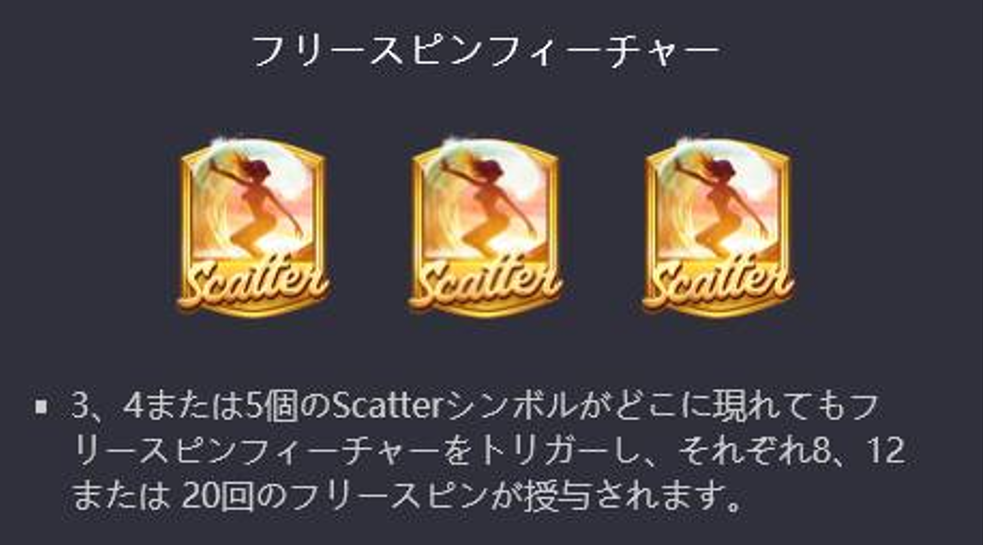 フリースピンフィーチャー
Scatter Scatter Scatter
▪ 3、4または5個のScatterシンボルがどこに現れてもフ
リースピンフィーチャーをトリガーし、それぞれ8、12
または 20回のフリースピンが授与されます。